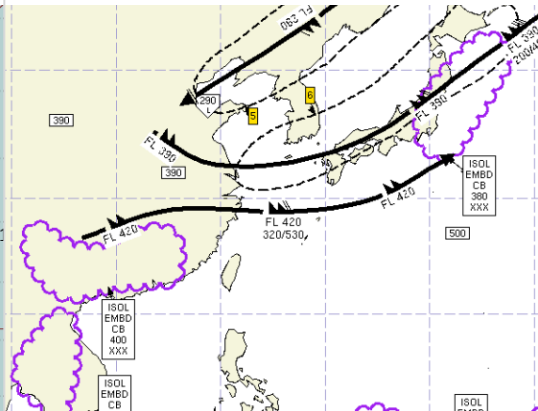 FL 280
FL 390
200/4
290
6
5
FL 390
390
FL 390
390
ISOL
EMBD
CB
380
XXX
FL 420
FL 420
320/530
FL 420
500
ISOL
EMBD
CB
400
XXX
ISOL
EMBD
CB
ISOL